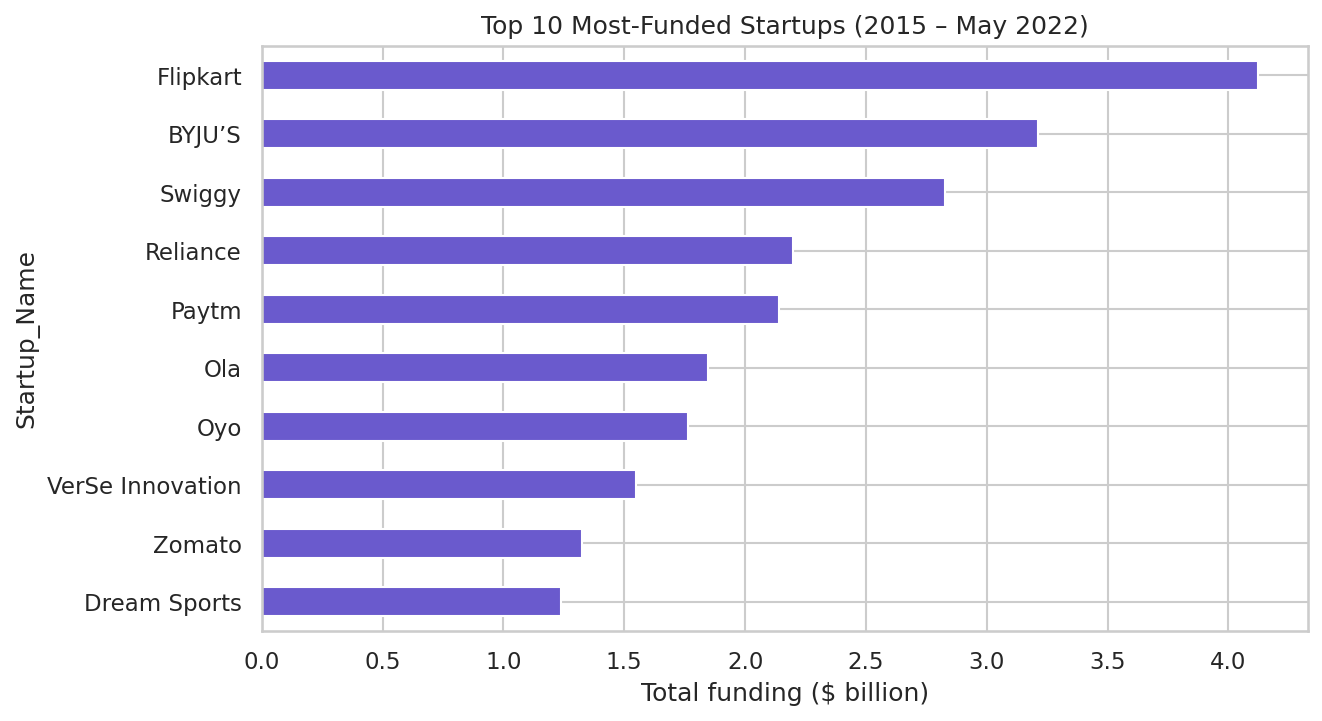 Top 10 Most-Funded Startups (2015 – May 2022)
Flipkart
BYJU’S
Swiggy
Reliance
Paytm
Ola
Oyo
VerSe Innovation
Zomato
Dream Sports
Startup_Name
0.0 0.5 1.0 1.5 2.0 2.5 3.0 3.5 4.0
Total funding ($ billion)